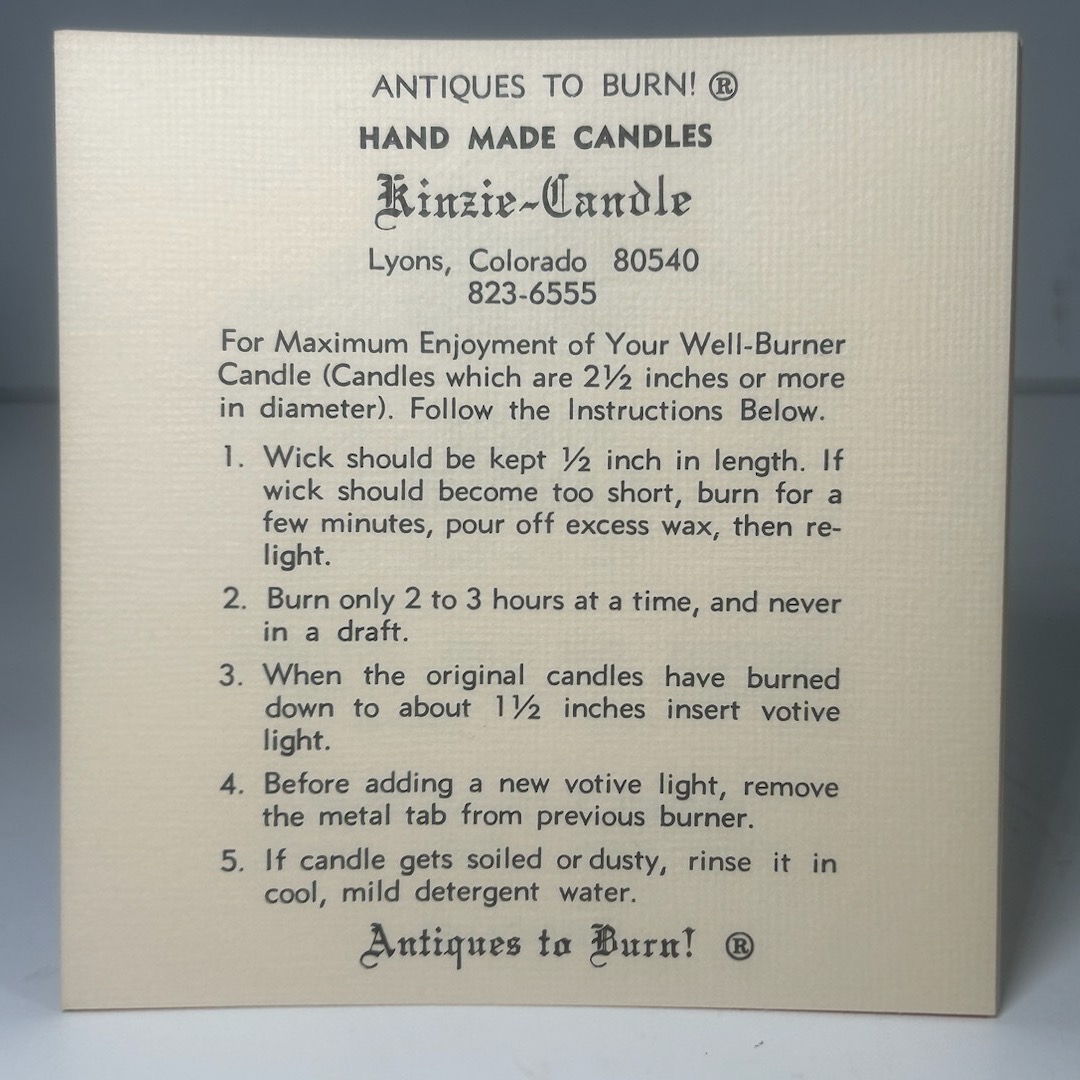 ANTIQUES TO BURN! ®
HAND MADE CANDLES
Kinzie-Candle
Lyons, Colorado 80540
823-6555
For Maximum Enjoyment of Your Well-Burner
Candle (Candles which are 2½ inches or more
in diameter). Follow the Instructions Below.
1. Wick should be kept ½ inch in length. If
wick should become too short, burn for a
few minutes, pour off excess wax, then re-
light.
2. Burn only 2 to 3 hours at a time, and never
in a draft.
3. When the original candles have burned
down to about 1½ inches insert votive
light.
4. Before adding a new votive light, remove
the metal tab from previous burner.
5. If candle gets soiled or dusty, rinse it in
cool, mild detergent water.
Antiques to Burn! ®